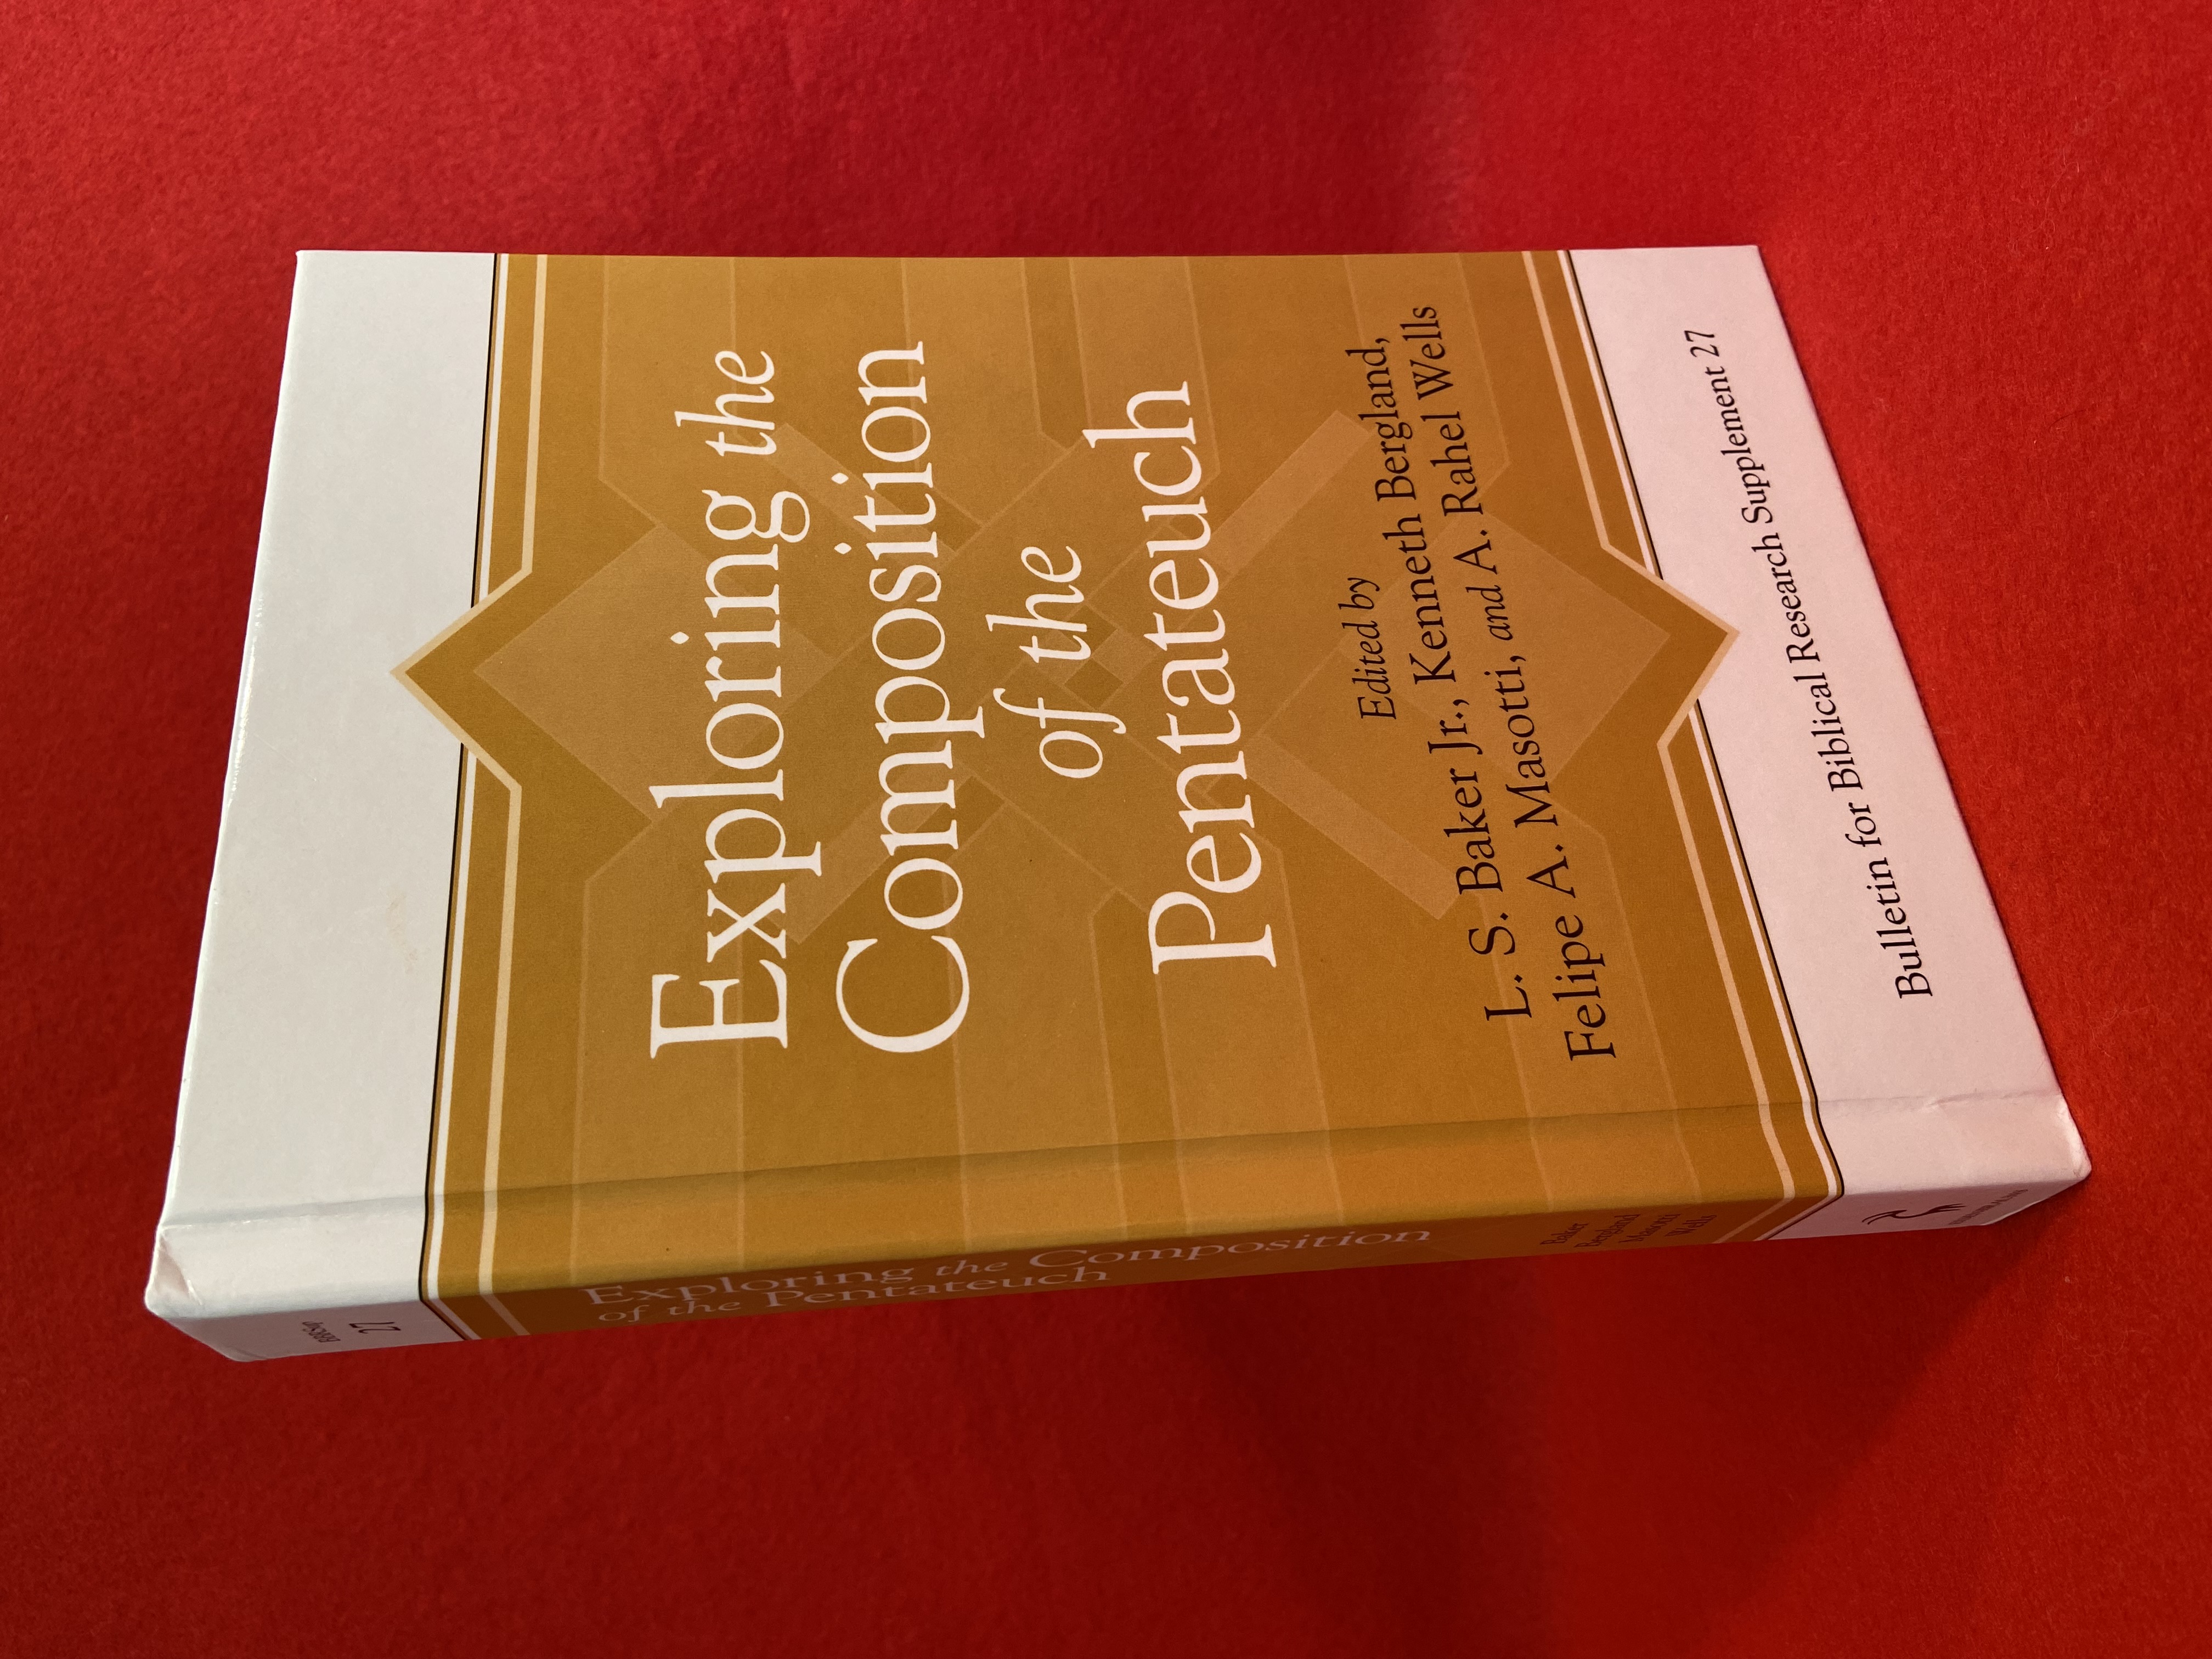 Exploring the
Composition
of the
Pentateuch
Edited by
L. S. Baker Jr., Kenneth Bergland,
Felipe A. Masotti, and A. Rahel Wells
Bulletin for Biblical Research Supplement 27
27
Exploring the Composition
of the Pentateuch
Baker
Bergland
Masotti
Wells